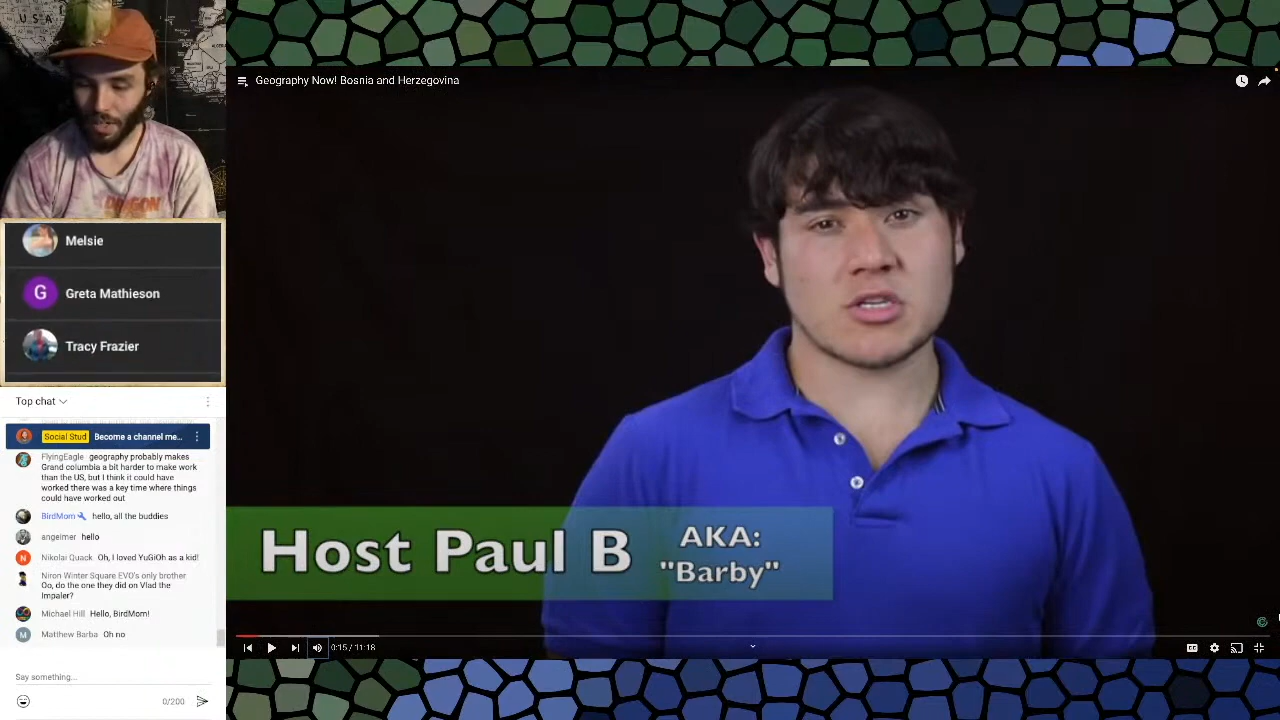 USA
Geography Now! Bosnia and Herzegovina
DRAGON
Melsie
G
Greta Mathieson
Tracy Frazier
Top chat
Social Stud Become a channel me...
FlyingEagle geography probably makes
Grand columbia a bit harder to make work
than the US, but I think it could have
worked there was a key time where things
could have worked out
BirdMom hello, all the buddies
angelmer hello
N
Nikolai Quack Oh, I loved YuGiOh as a kid!
Niron Winter Square EVO's only brother
Oo, do the one they did on Vlad the
Impaler?
Michael Hill Hello, BirdMom!
M
Matthew Barba Oh no
Say something...
0/200
Host Paul B
AKA:
"Barby"
0:15 / 11:18